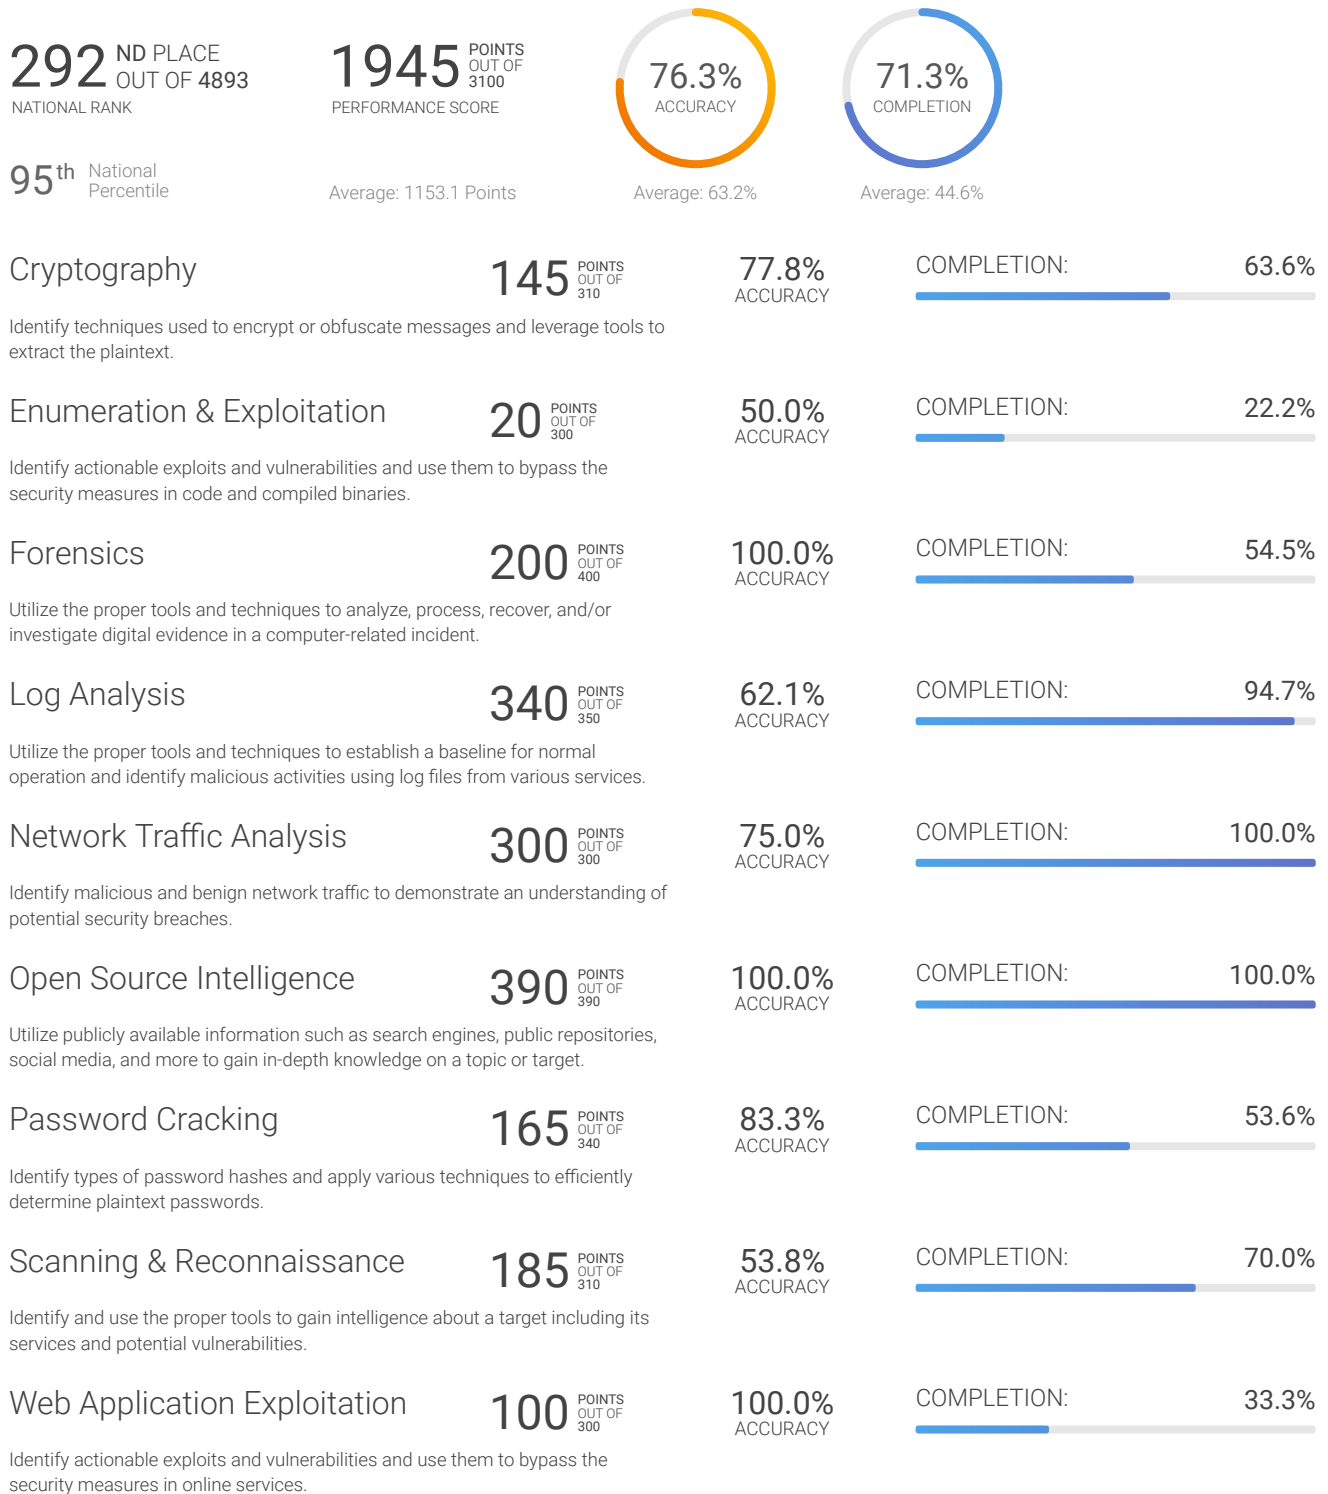 292 ND PLACE OUT OF 4893
NATIONAL RANK
95th National Percentile
1945 POINTS OUT OF 3100
PERFORMANCE SCORE
Average: 1153.1 Points
76.3%
ACCURACY
Average: 63.2%
71.3%
COMPLETION
Average: 44.6%
Cryptography
145 POINTS OUT OF 310
77.8%
ACCURACY
COMPLETION: 63.6%
Identify techniques used to encrypt or obfuscate messages and leverage tools to
extract the plaintext.
Enumeration & Exploitation
20 POINTS OUT OF 300
50.0%
ACCURACY
COMPLETION: 22.2%
Identify actionable exploits and vulnerabilities and use them to bypass the
security measures in code and compiled binaries.
Forensics
200 POINTS OUT OF 400
100.0%
ACCURACY
COMPLETION: 54.5%
Utilize the proper tools and techniques to analyze, process, recover, and/or
investigate digital evidence in a computer-related incident.
Log Analysis
340 POINTS OUT OF 350
62.1%
ACCURACY
COMPLETION: 94.7%
Utilize the proper tools and techniques to establish a baseline for normal
operation and identify malicious activities using log files from various services.
Network Traffic Analysis
300 POINTS OUT OF 300
75.0%
ACCURACY
COMPLETION: 100.0%
Identify malicious and benign network traffic to demonstrate an understanding of
potential security breaches.
Open Source Intelligence
390 POINTS OUT OF 390
100.0%
ACCURACY
COMPLETION: 100.0%
Utilize publicly available information such as search engines, public repositories,
social media, and more to gain in-depth knowledge on a topic or target.
Password Cracking
165 POINTS OUT OF 340
83.3%
ACCURACY
COMPLETION: 53.6%
Identify types of password hashes and apply various techniques to efficiently
determine plaintext passwords.
Scanning & Reconnaissance
185 POINTS OUT OF 310
53.8%
ACCURACY
COMPLETION: 70.0%
Identify and use the proper tools to gain intelligence about a target including its
services and potential vulnerabilities.
Web Application Exploitation
100 POINTS OUT OF 300
100.0%
ACCURACY
COMPLETION: 33.3%
Identify actionable exploits and vulnerabilities and use them to bypass the
security measures in online services.